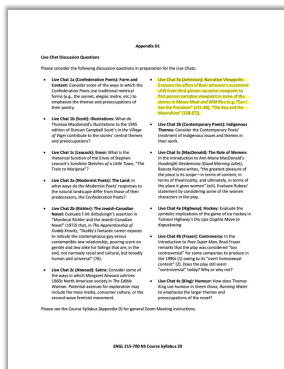 Appendix D1
Live Chat Discussion Questions
Please consider the following discussion questions in preparation for the Live Chats:
• Live Chat 1a (Confederation Poets): Form and
Content: Consider some of the ways in which the
Confederation Poets use traditional metrical
forms (e.g., the sonnet, elegiac metre, etc.) to
emphasize the themes and preoccupations of
their poetry.
• Live Chat 1b (Scott): Illustrations: What do
Thoreau MacDonald's illustrations to the 1945
edition of Duncan Campbell Scott's In the Village
of Viger contribute to the stories' central themes
and preoccupations?
• Live Chat 1c (Leacock): Envoi: What is the
rhetorical function of the Envoi of Stephen
Leacock's Sunshine Sketches of a Little Town, "The
Train to Mariposa"?
• Live Chat 2a (Modernist Poets): The Land: In
what ways do the Modernist Poets' responses to
the natural landscape differ from those of their
predecessors, the Confederation Poets?
• Live Chat 2b (Richler): The Jewish-Canadian
Novel: Evaluate F.M. Birbalsingh's assertion in
"Mordecai Richler and the Jewish-Canadian
Novel" (1972) that, in The Apprenticeship of
Duddy Kravitz, "Duddy's fantastic career exposes
to ridicule the contemptuous gay versus
contemptible Jew relationship, pouring scorn on
gentile and Jew alike for failings that are, in the
end, not narrowly racial and cultural, but broadly
human and universal" (76).
• Live Chat 2c (Atwood): Satire: Consider some of
the ways in which Margaret Atwood satirizes
1960s North American society in The Edible
Woman. Potential avenues for exploration may
include the mass media, consumer culture, or the
second-wave feminist movement.
• Live Chat 3a (Johnston): Narrative Viewpoint:
Evaluate the effect of Basil Johnston's occasional
shift from third-person narrative viewpoint to
first-person narrative viewpoint in some of the
stories in Moose Meat and Wild Rice (e.g., "Can I
See the President" (141-48), "The Kiss and the
Moonshine" (158-67)).
• Live Chat 3b (Contemporary Poets): Indigenous
Themes: Consider the Contemporary Poets'
treatment of Indigenous issues and themes in
their work.
• Live Chat 3c (MacDonald): The Role of Women:
In the introduction to Ann-Marie MacDonald's
Goodnight Desdemona (Good Morning Juliet),
Banuta Rubess writes, "the greatest pleasure of
the piece is its scope—in terms of content, in
terms of theatricality, and ultimately, in terms of
the place it gives women" (xiii). Evaluate Rubess'
statement by considering some of the women
characters in the play.
• Live Chat 4a (Highway): Hockey: Evaluate the
symbolic implications of the game of ice hockey in
Tomson Highway's Dry Lips Oughta Move to
Kapuskasing.
• Live Chat 4b (Fraser): Controversy: In the
Introduction to Poor Super Man, Brad Fraser
remarks that the play was considered "too
controversial" for some companies to produce in
the 1990s (1) owing to its "overt homosexual
content" (2). Does the play still seem
"controversial" today? Why or why not?
• Live Chat 4c (King): Humour: How does Thomas
King use humour in Green Grass, Running Water
to emphasize the larger themes and
preoccupations of the novel?
Please see the Course Syllabus (Appendix D) for general Zoom Meeting instructions.
ENGL 215-700 NS Course Syllabus 29